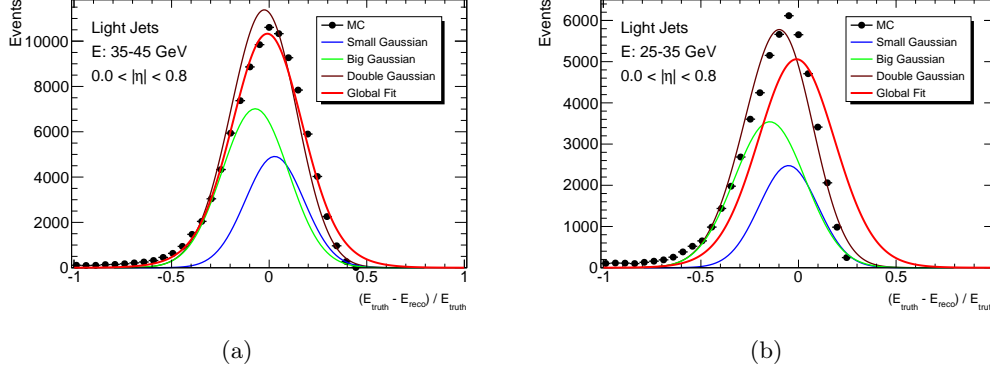 Events
10000
8000
6000
4000
2000
0
-1
-0.5
0
0.5
1
(E_truth - E_reco) / E_truth
Light Jets
E: 35-45 GeV
0.0 < |η| < 0.8
MC
Small Gaussian
Big Gaussian
Double Gaussian
Global Fit
(a)
Events
6000
5000
4000
3000
2000
1000
0
-1
-0.5
0
0.5
(E_truth - E_reco) / E_truth
Light Jets
E: 25-35 GeV
0.0 < |η| < 0.8
MC
Small Gaussian
Big Gaussian
Double Gaussian
Global Fit
(b)